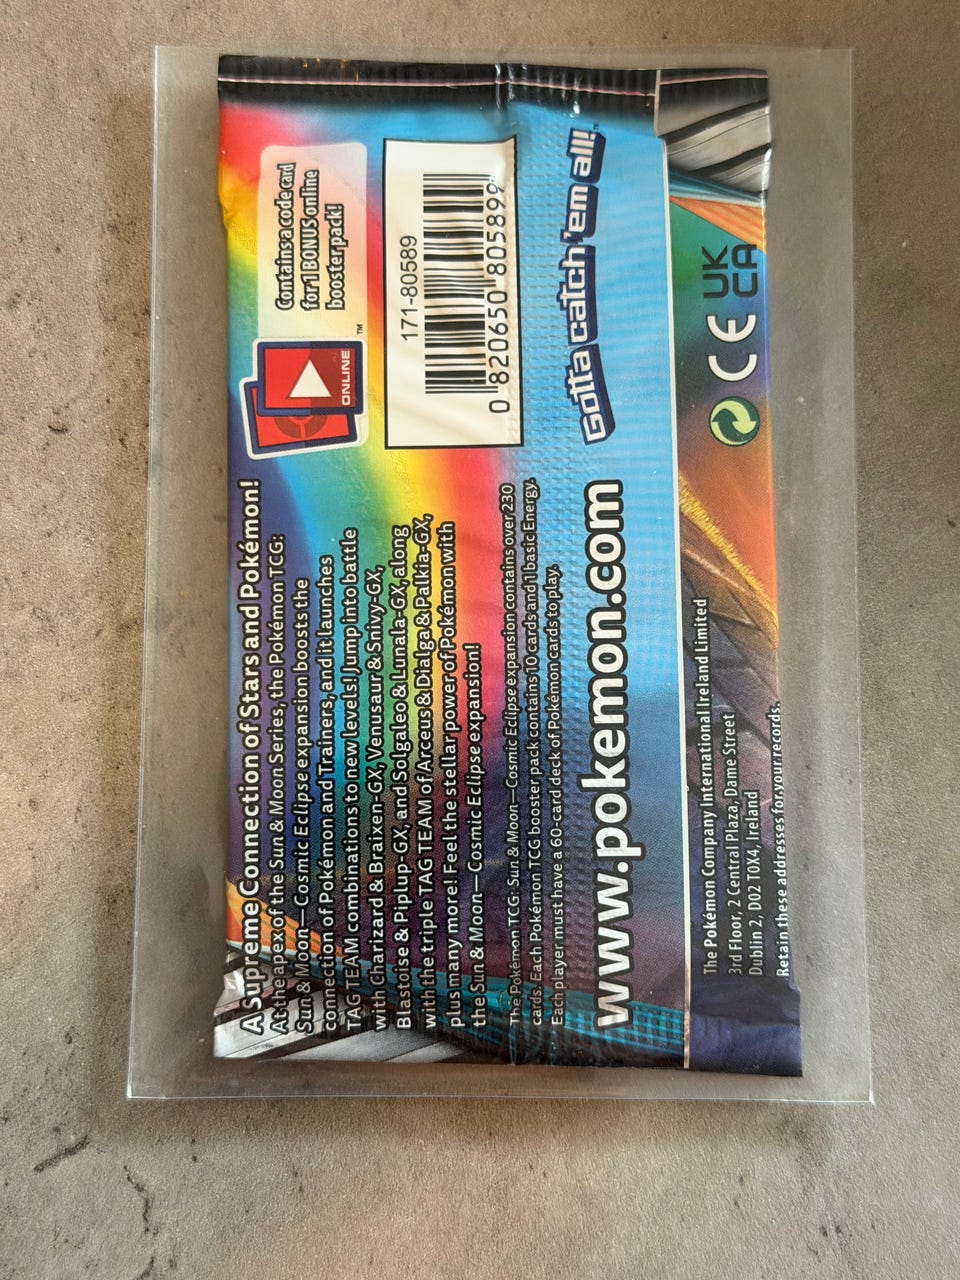 A Supreme Connection of Stars and Pokémon!
At the apex of the Sun & Moon Series, the Pokémon TCG:
Sun & Moon—Cosmic Eclipse expansion boosts the
connection of Pokémon and Trainers, and it launches
TAG TEAM combinations to new levels! Jump into battle
with Charizard & Braixen-GX, Venusaur & Snivy-GX,
Blastoise & Piplup-GX, and Solgaleo & Lunala-GX, along
with the triple TAG TEAM of Arceus & Dialga & Palkia-GX,
plus many more! Feel the stellar power of Pokémon with
the Sun & Moon—Cosmic Eclipse expansion!
The Pokémon TCG: Sun & Moon—Cosmic Eclipse expansion contains over 230
cards. Each Pokémon TCG booster pack contains 10 cards and 1 basic Energy.
Each player must have a 60-card deck of Pokémon cards to play.
ONLINE™
Contains a code card
for 1 BONUS online
booster pack!
171-80589
0 820650 805899
www.pokemon.com
Gotta catch 'em all!™
The Pokémon Company International Ireland Limited
3rd Floor, 2 Central Plaza, Dame Street
Dublin 2, D02 T0X4, Ireland
Retain these addresses for your records.
CE
UK
CA